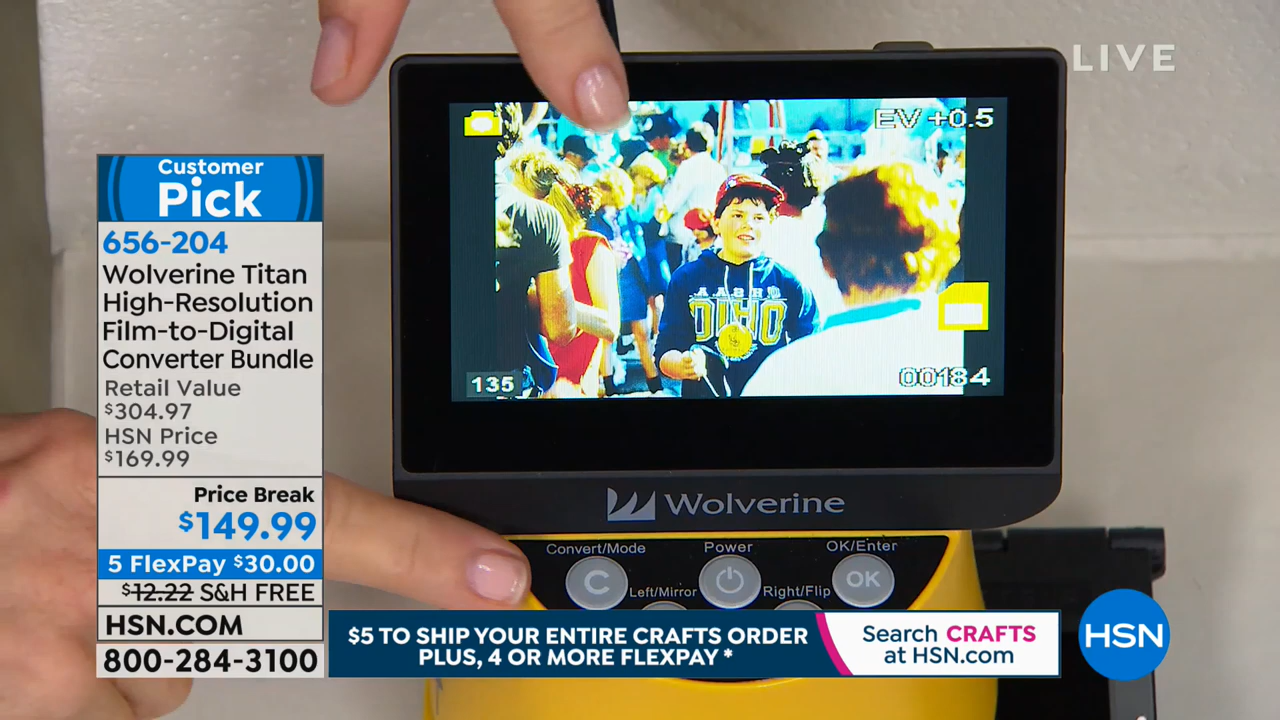 LIVE
Customer
Pick
656-204
Wolverine Titan
High-Resolution
Film-to-Digital
Converter Bundle
Retail Value
$304.97
HSN Price
$169.99
Price Break
$149.99
5 FlexPay $30.00
$12.22 S&H FREE
HSN.COM
800-284-3100
EV +0.5
135
00184
Wolverine
Convert/Mode
Power
OK/Enter
C
OK
Left/Mirror
Right/Flip
$5 TO SHIP YOUR ENTIRE CRAFTS ORDER
PLUS, 4 OR MORE FLEXPAY *
Search CRAFTS
at HSN.com
HSN